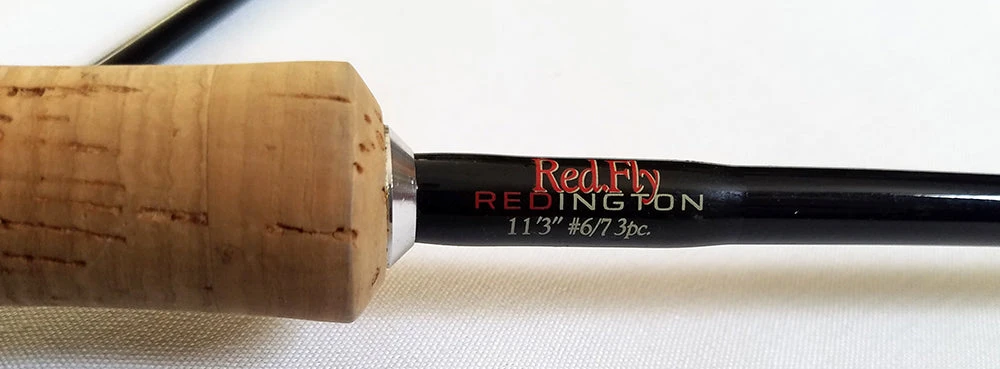 Red.Fly
REDINGTON
11'3" #6/7 3pc.